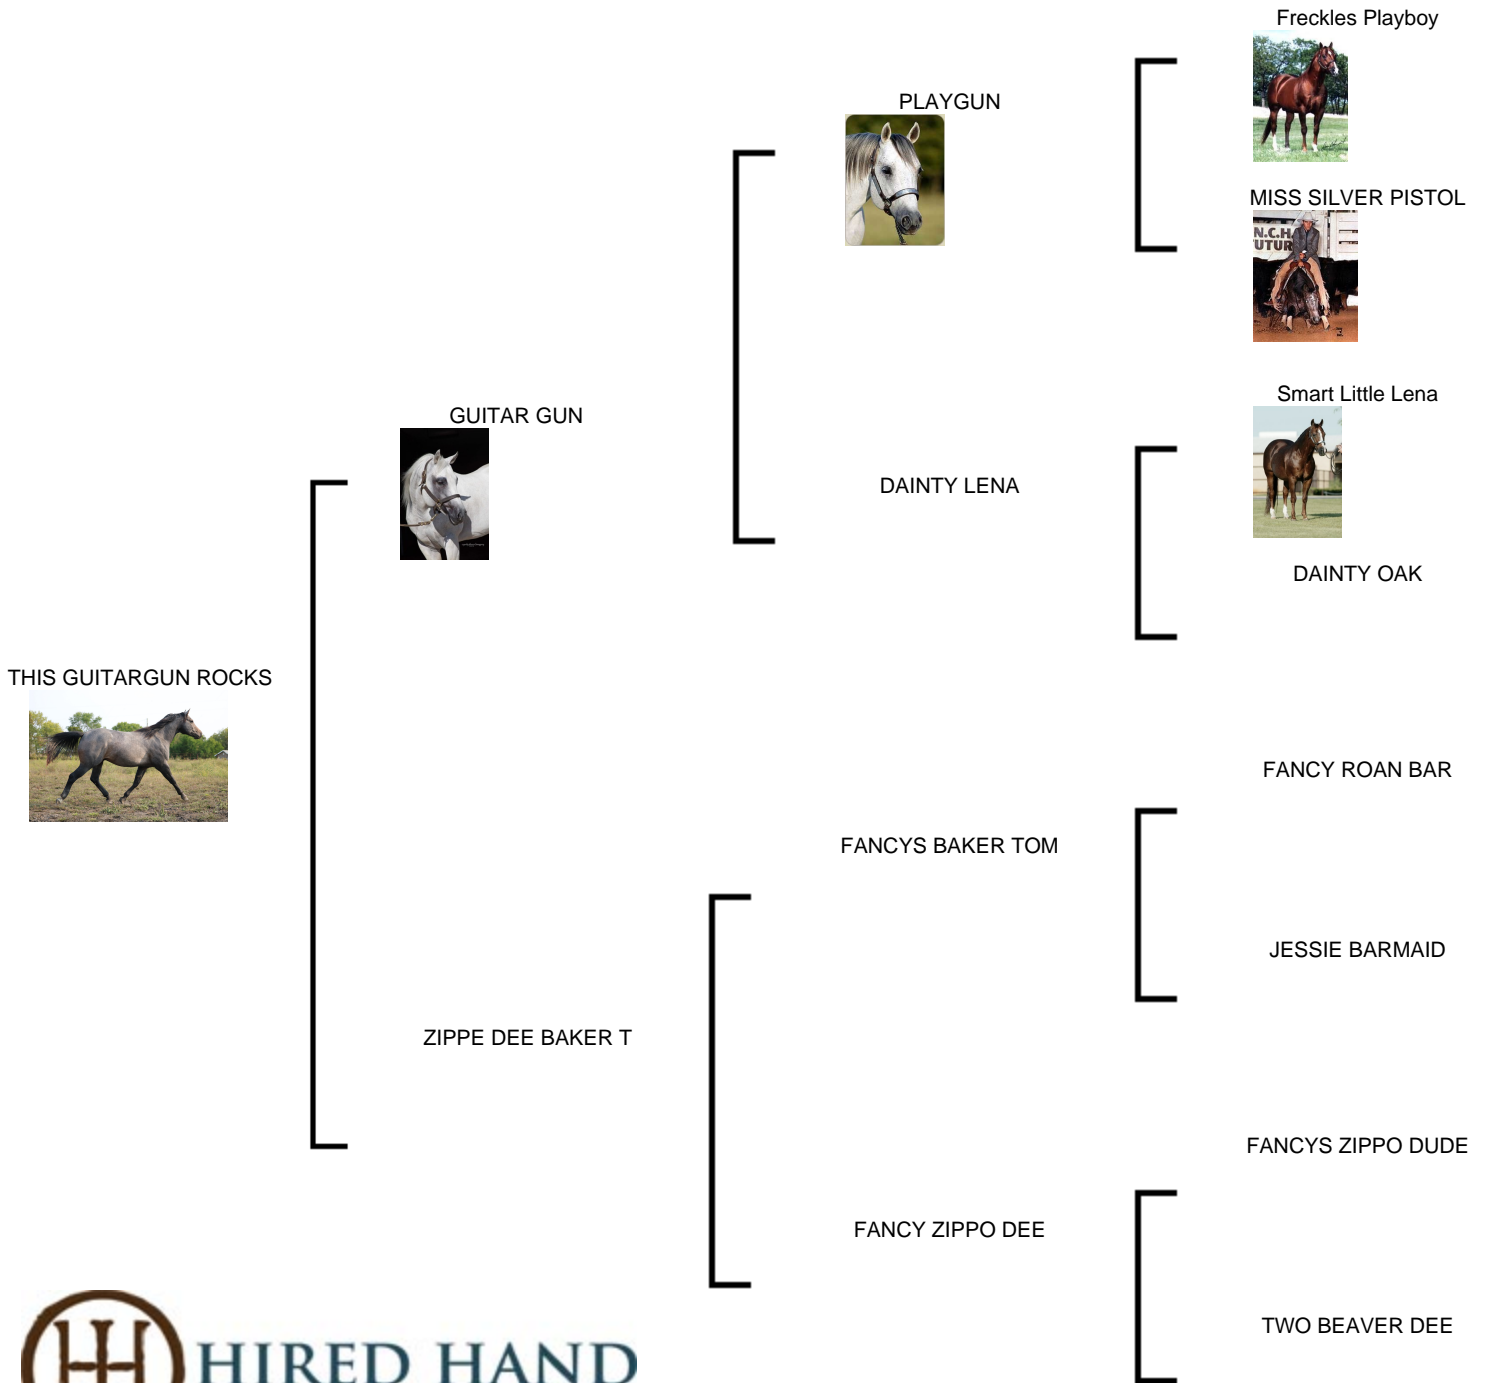 Freckles Playboy
PLAYGUN
MISS SILVER PISTOL
N.C.H
UTUR
Smart Little Lena
GUITAR GUN
DAINTY LENA
DAINTY OAK
THIS GUITARGUN ROCKS
FANCY ROAN BAR
FANCYS BAKER TOM
JESSIE BARMAID
ZIPPE DEE BAKER T
FANCYS ZIPPO DUDE
FANCY ZIPPO DEE
TWO BEAVER DEE
HIRED HAND